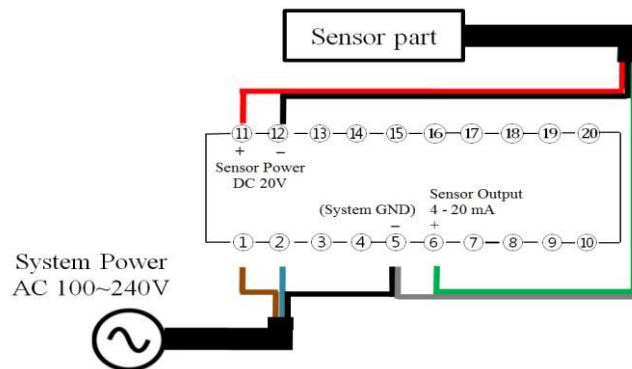 Sensor part
⑪ ⑫ ⑬ ⑭ ⑮ ⑯ ⑰ ⑱ ⑲ ⑳
+ −
Sensor Power
DC 20V
Sensor Output
(System GND) 4 - 20 mA
− +
① ② ③ ④ ⑤ ⑥ ⑦ ⑧ ⑨ ⑩
System Power
AC 100~240V